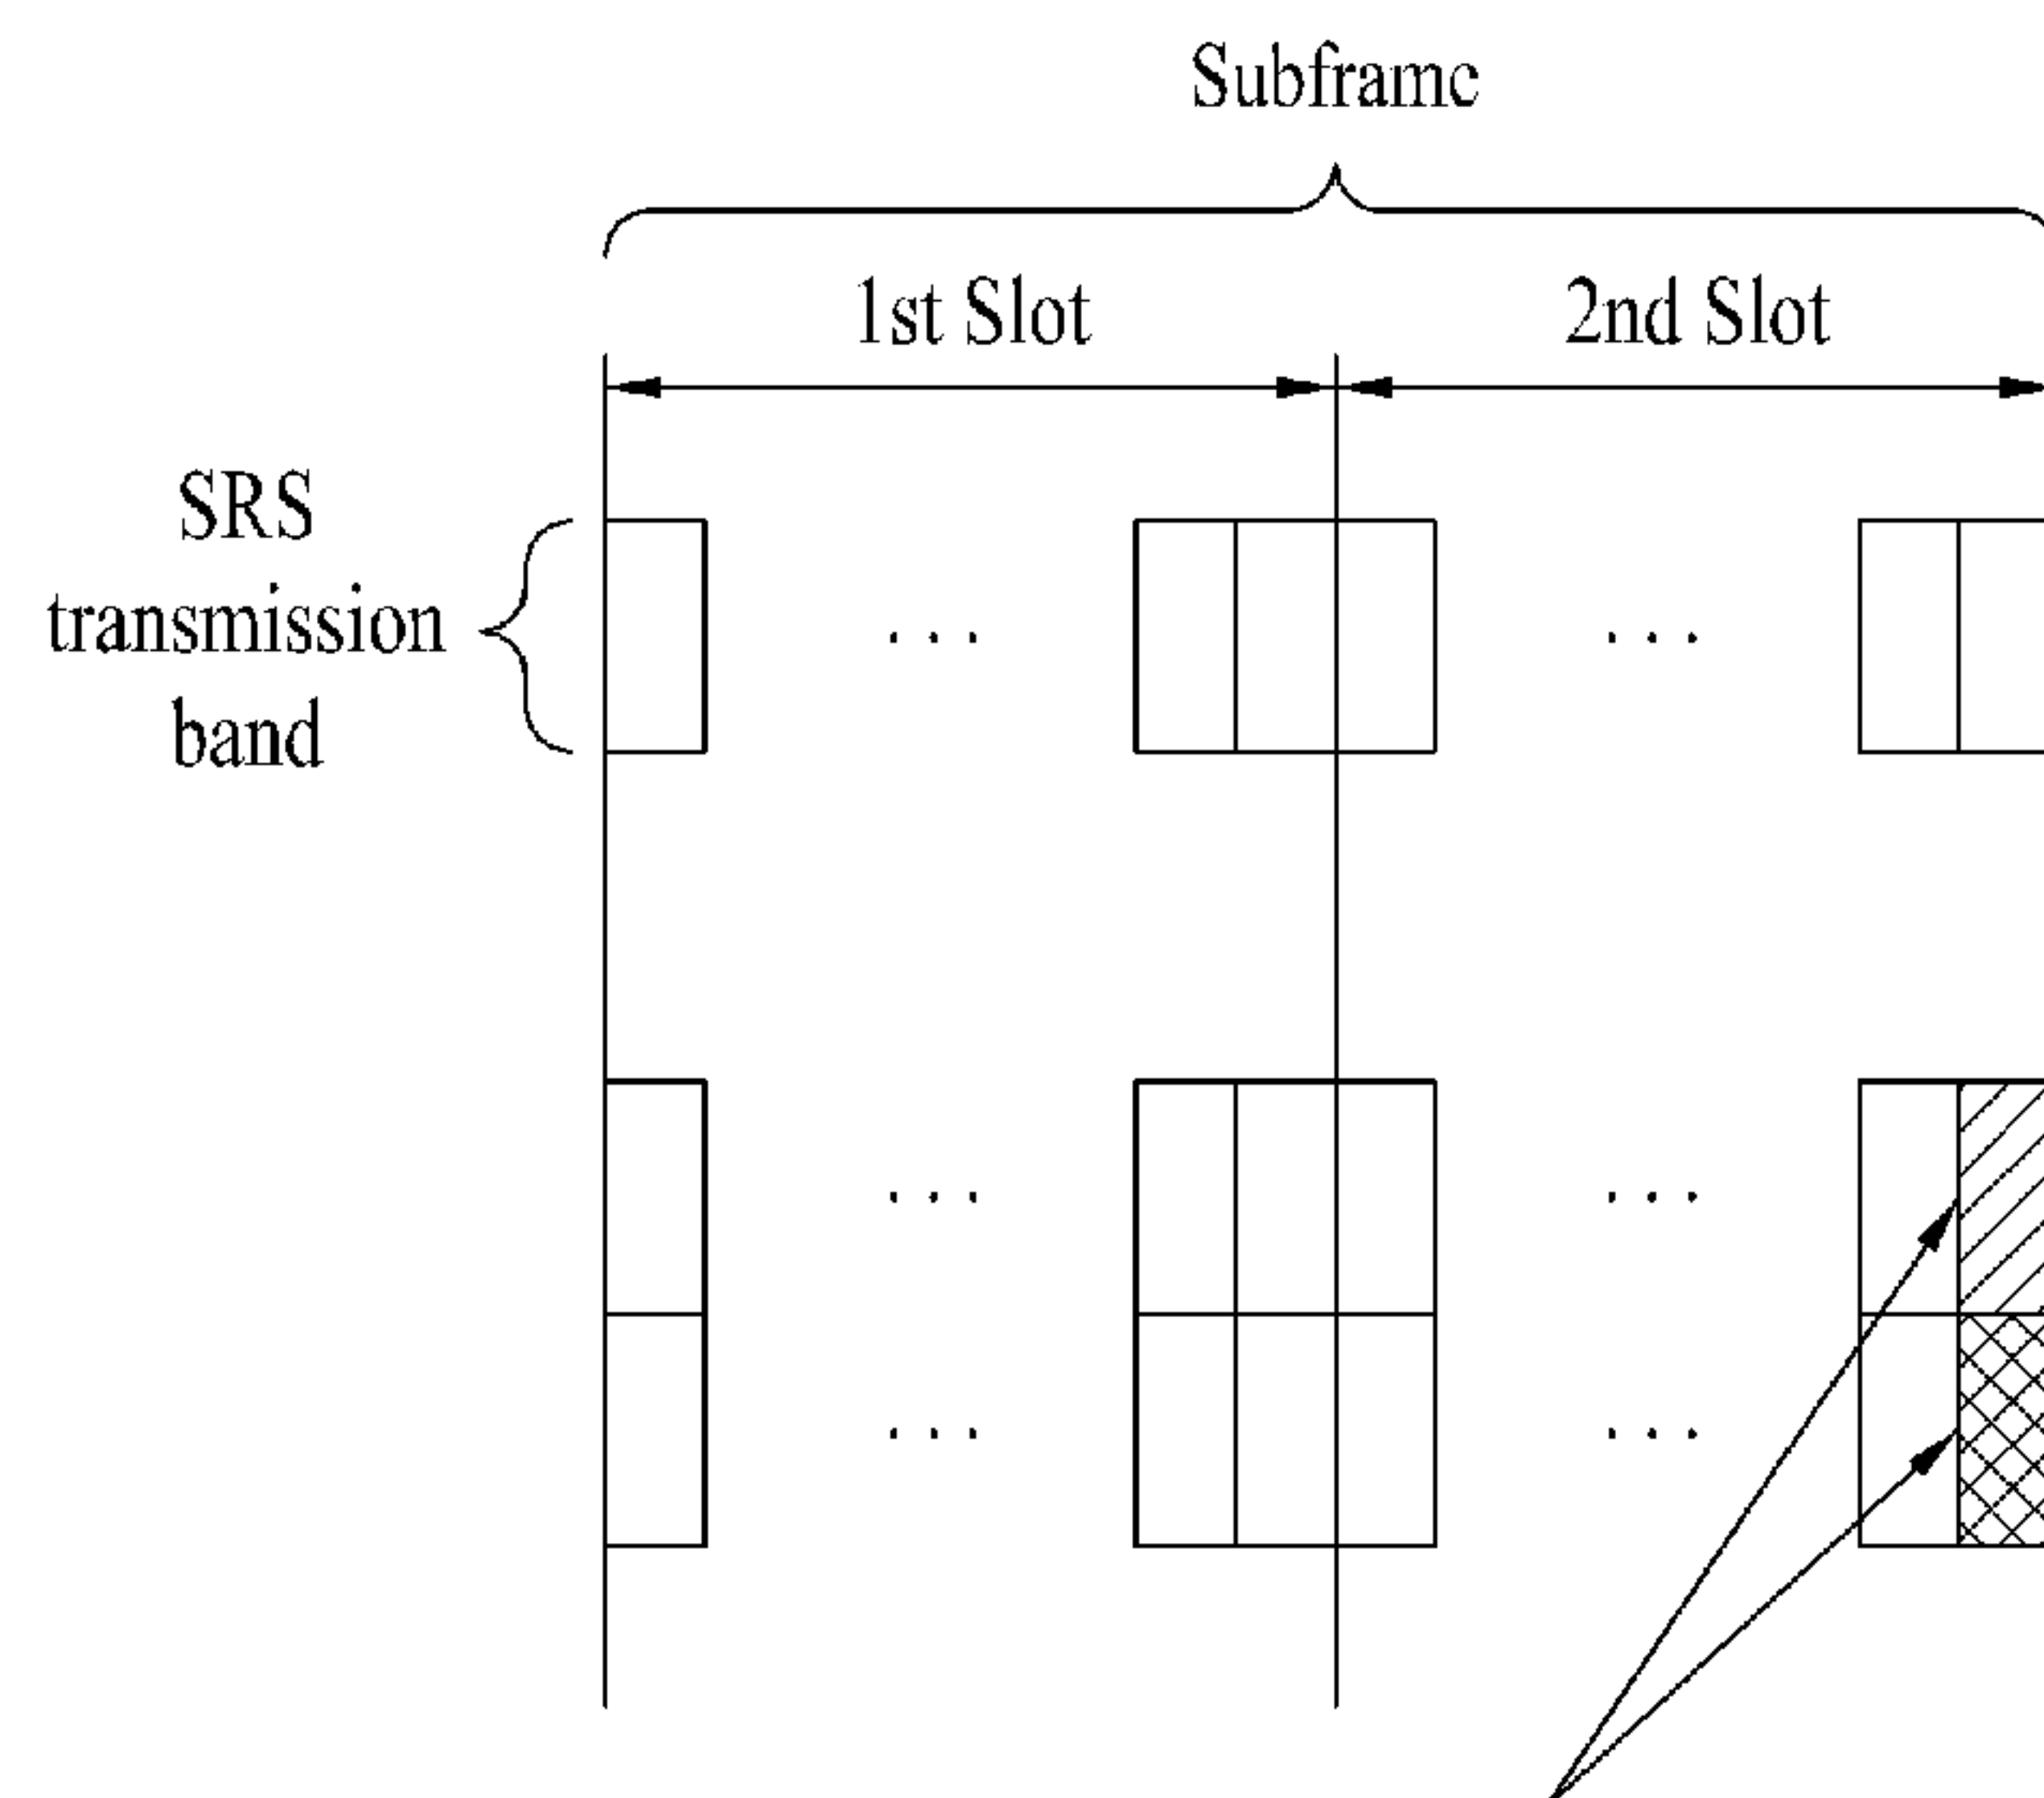 Subframe
1st Slot
2nd Slot
SRS
transmission
band